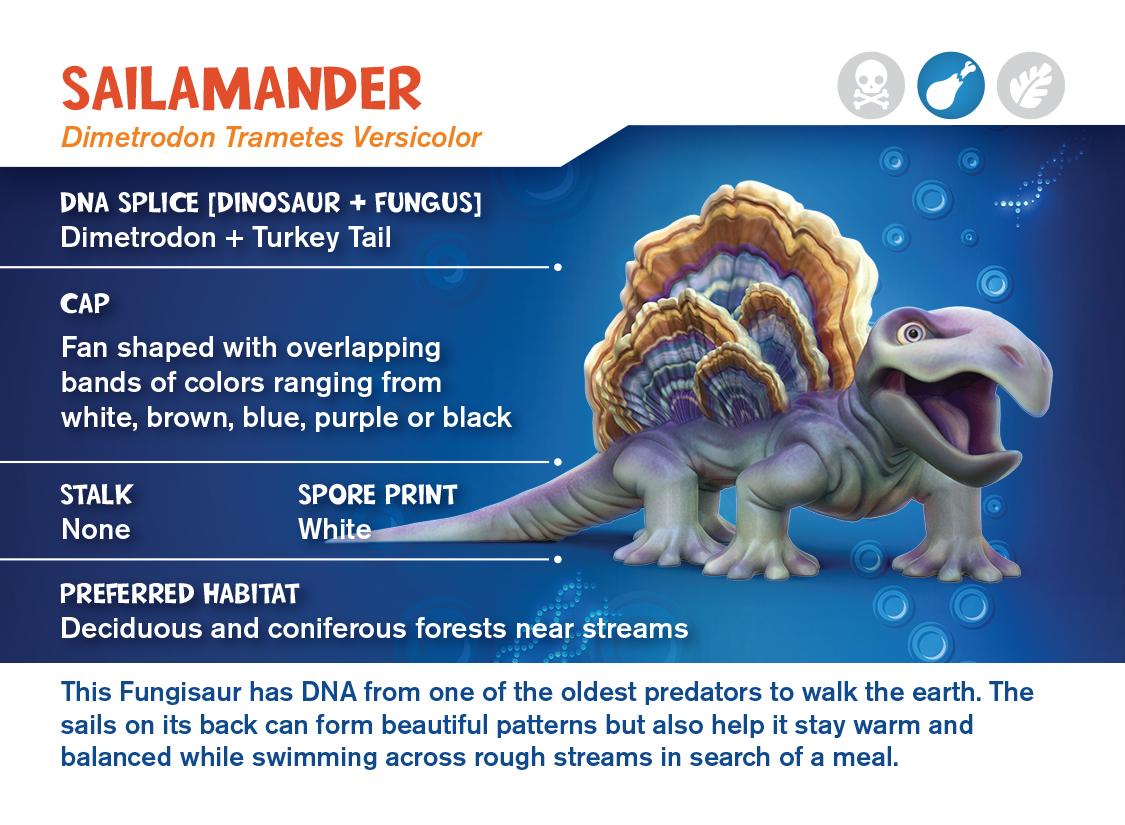 SAILAMANDER
Dimetrodon Trametes Versicolor
DNA SPLICE [DINOSAUR + FUNGUS]
Dimetrodon + Turkey Tail
CAP
Fan shaped with overlapping
bands of colors ranging from
white, brown, blue, purple or black
STALK
None
SPORE PRINT
White
PREFERRED HABITAT
Deciduous and coniferous forests near streams
This Fungisaur has DNA from one of the oldest predators to walk the earth. The
sails on its back can form beautiful patterns but also help it stay warm and
balanced while swimming across rough streams in search of a meal.